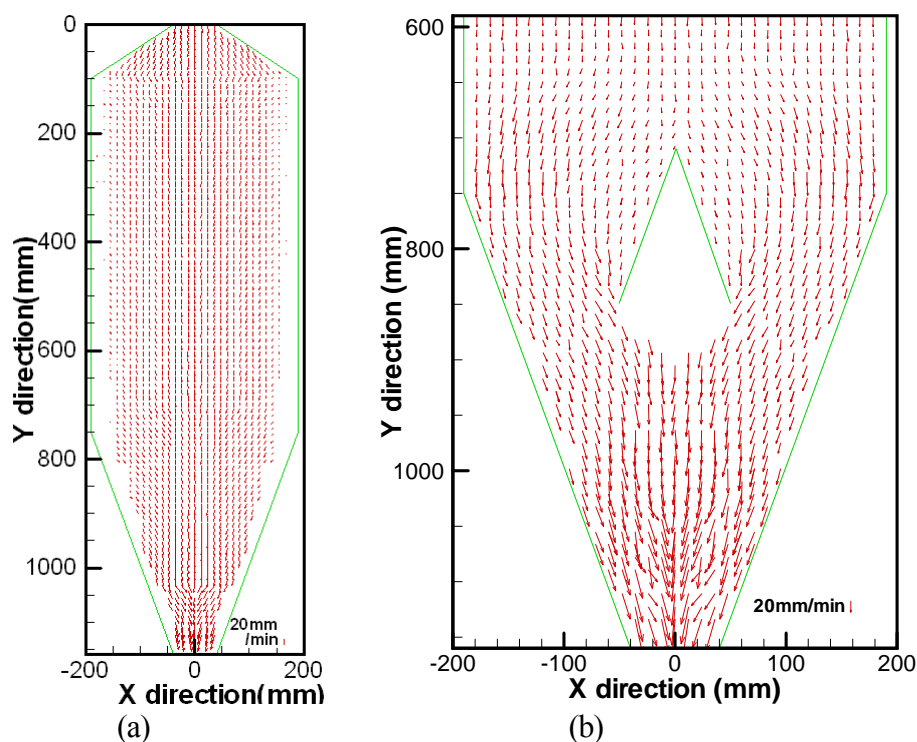 0
200
400
600
800
1000
Y direction(mm)
20mm
/min
-200
0
200
X direction(mm)
(a)
600
800
1000
Y direction (mm)
20mm/min
-200
-100
0
100
200
X direction (mm)
(b)